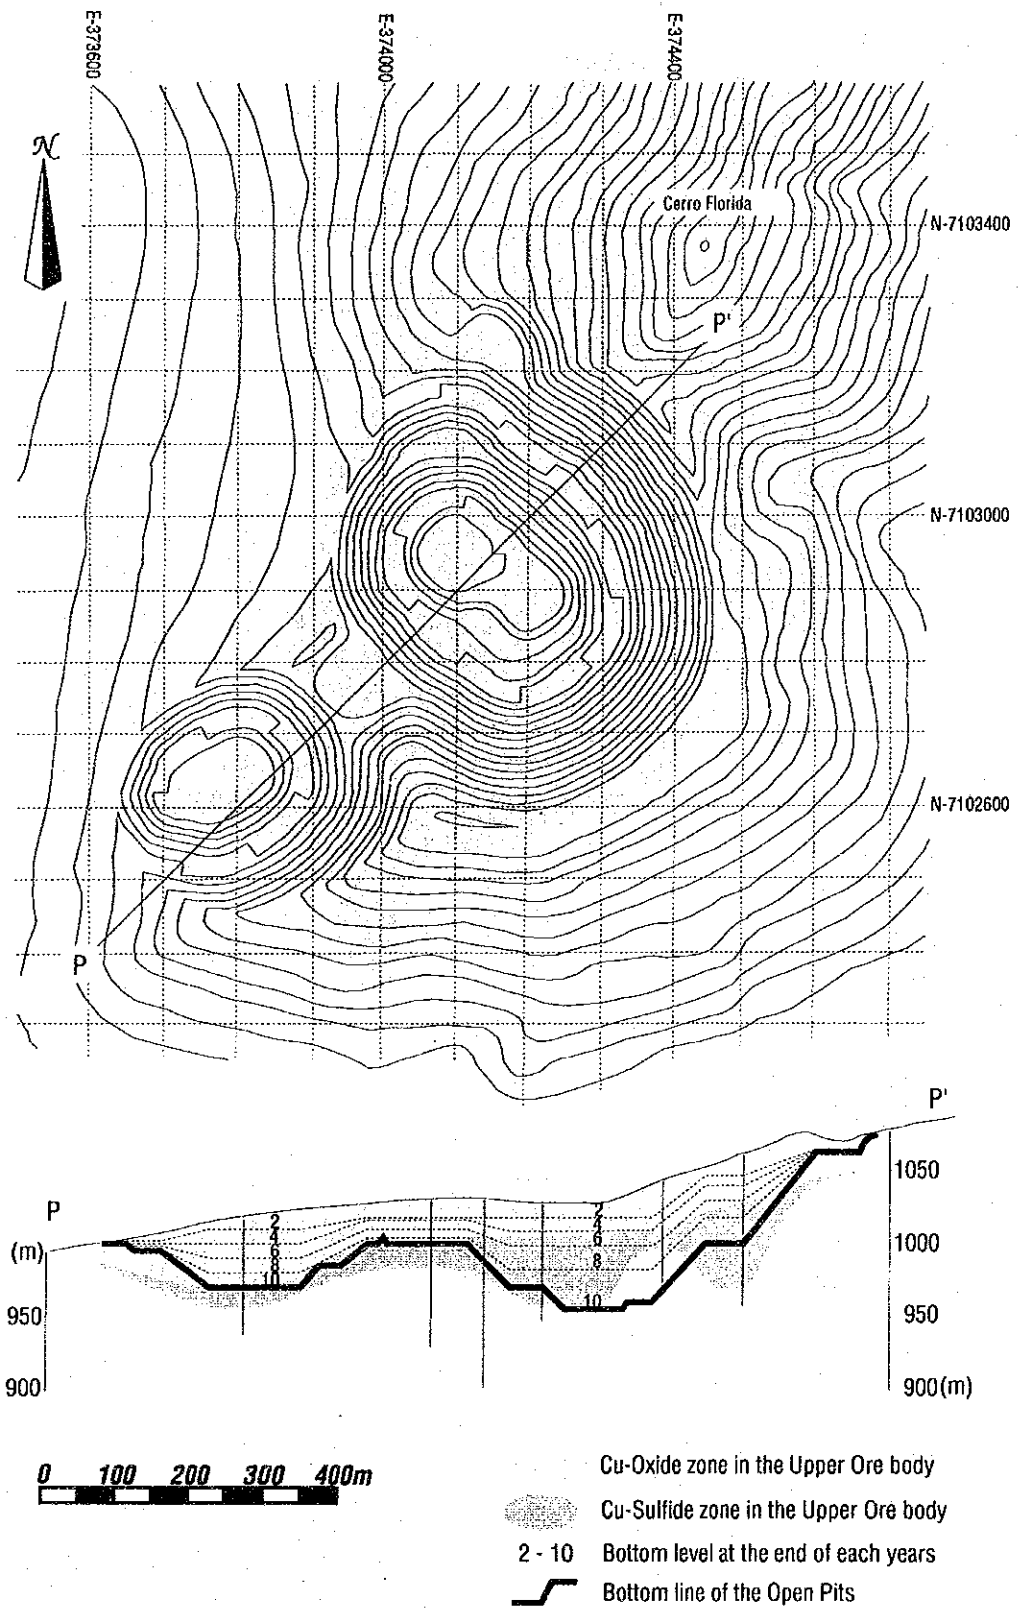 E-373600
E-374000
E-374400
N
Cerro Florida
N-7103400
P'
N-7103000
N-7102600
P
P'
P
(m)
950
900
1050
1000
950
900(m)
2
4
6
8
10
2
4
6
8
10
0 100 200 300 400m
Cu-Oxide zone in the Upper Ore body
Cu-Sulfide zone in the Upper Ore body
2 - 10 Bottom level at the end of each years
Bottom line of the Open Pits